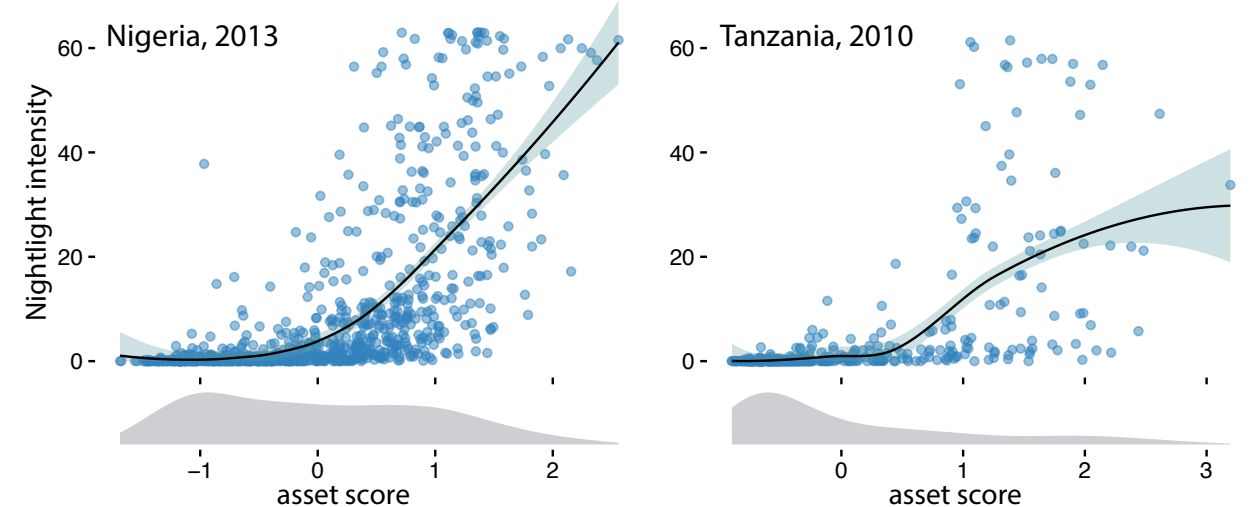 Nigeria, 2013
Nightlight intensity
60
40
20
0
−1 0 1 2
asset score
Tanzania, 2010
60
40
20
0
0 1 2 3
asset score